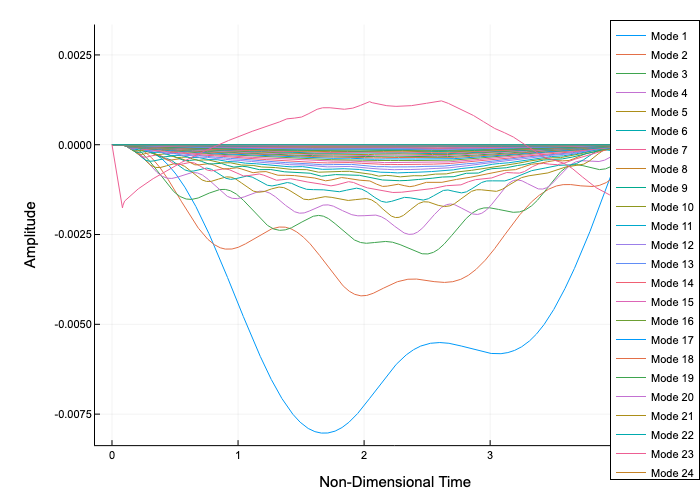 0.0025
0.0000
-0.0025
-0.0050
-0.0075
Amplitude
0 1 2 3
Non-Dimensional Time
Mode 1
Mode 2
Mode 3
Mode 4
Mode 5
Mode 6
Mode 7
Mode 8
Mode 9
Mode 10
Mode 11
Mode 12
Mode 13
Mode 14
Mode 15
Mode 16
Mode 17
Mode 18
Mode 19
Mode 20
Mode 21
Mode 22
Mode 23
Mode 24